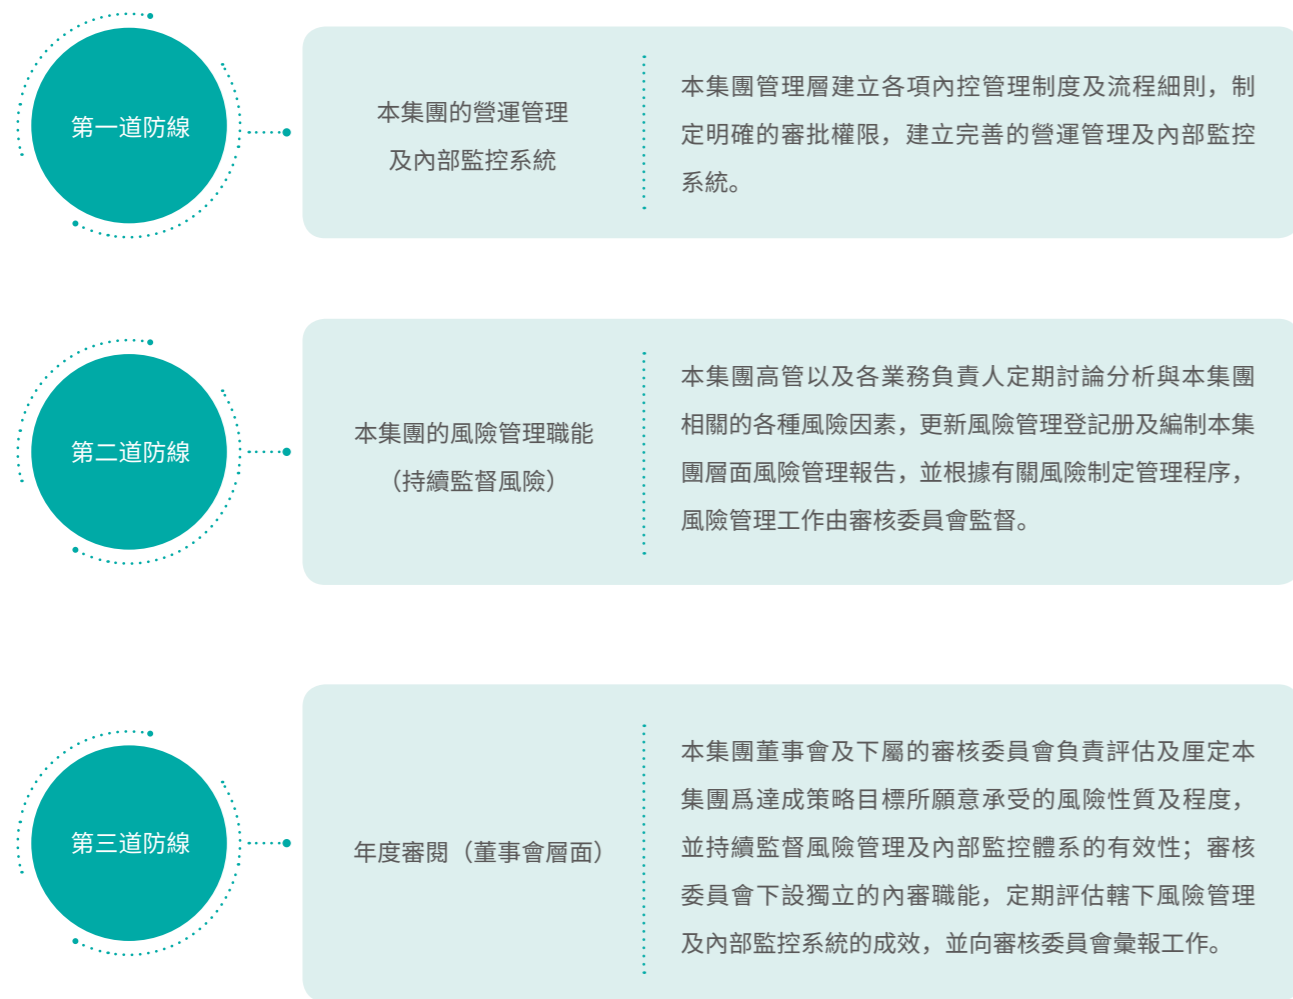 第一道防線
本集團的營運管理
及內部監控系統
本集團管理層建立各項內控管理制度及流程細則，制
定明確的審批權限，建立完善的營運管理及內部監控
系統。
第二道防線
本集團的風險管理職能
（持續監督風險）
本集團高管以及各業務負責人定期討論分析與本集團
相關的各種風險因素，更新風險管理登記册及編制本集
團層面風險管理報告，並根據有關風險制定管理程序，
風險管理工作由審核委員會監督。
第三道防線
年度審閱（董事會層面）
本集團董事會及下屬的審核委員會負責評估及厘定本
集團爲達成策略目標所願意承受的風險性質及程度，
並持續監督風險管理及內部監控體系的有效性；審核
委員會下設獨立的內審職能，定期評估轄下風險管理
及內部監控系統的成效，並向審核委員會彙報工作。